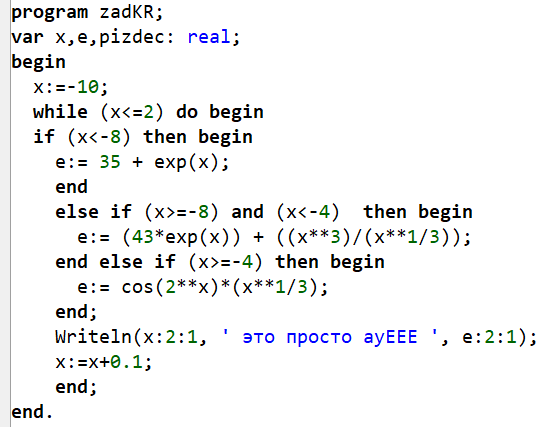 program zadKR;
var x,e,pizdec: real;
begin
x:=-10;
while (x<=2) do begin
if (x<-8) then begin
e:= 35 + exp(x);
end
else if (x>=-8) and (x<-4)  then begin
e:= (43*exp(x)) + ((x**3)/(x**1/3));
end else if (x>=-4) then begin
e:= cos(2**x)*(x**1/3);
end;
Writeln(x:2:1, ' это просто ауЕЕЕ ', e:2:1);
x:=x+0.1;
end;
end.